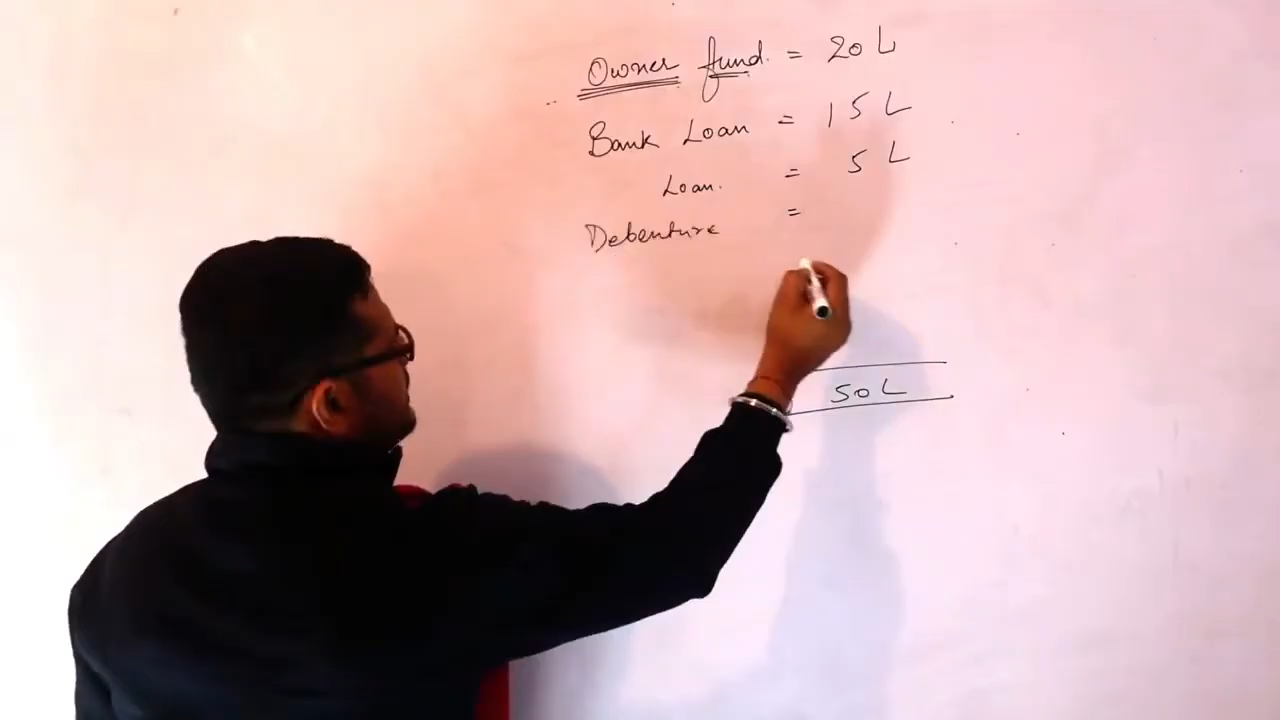 Owner fund. = 20 L
Bank Loan = 15 L
Loan. = 5 L
Debenture =
50 L